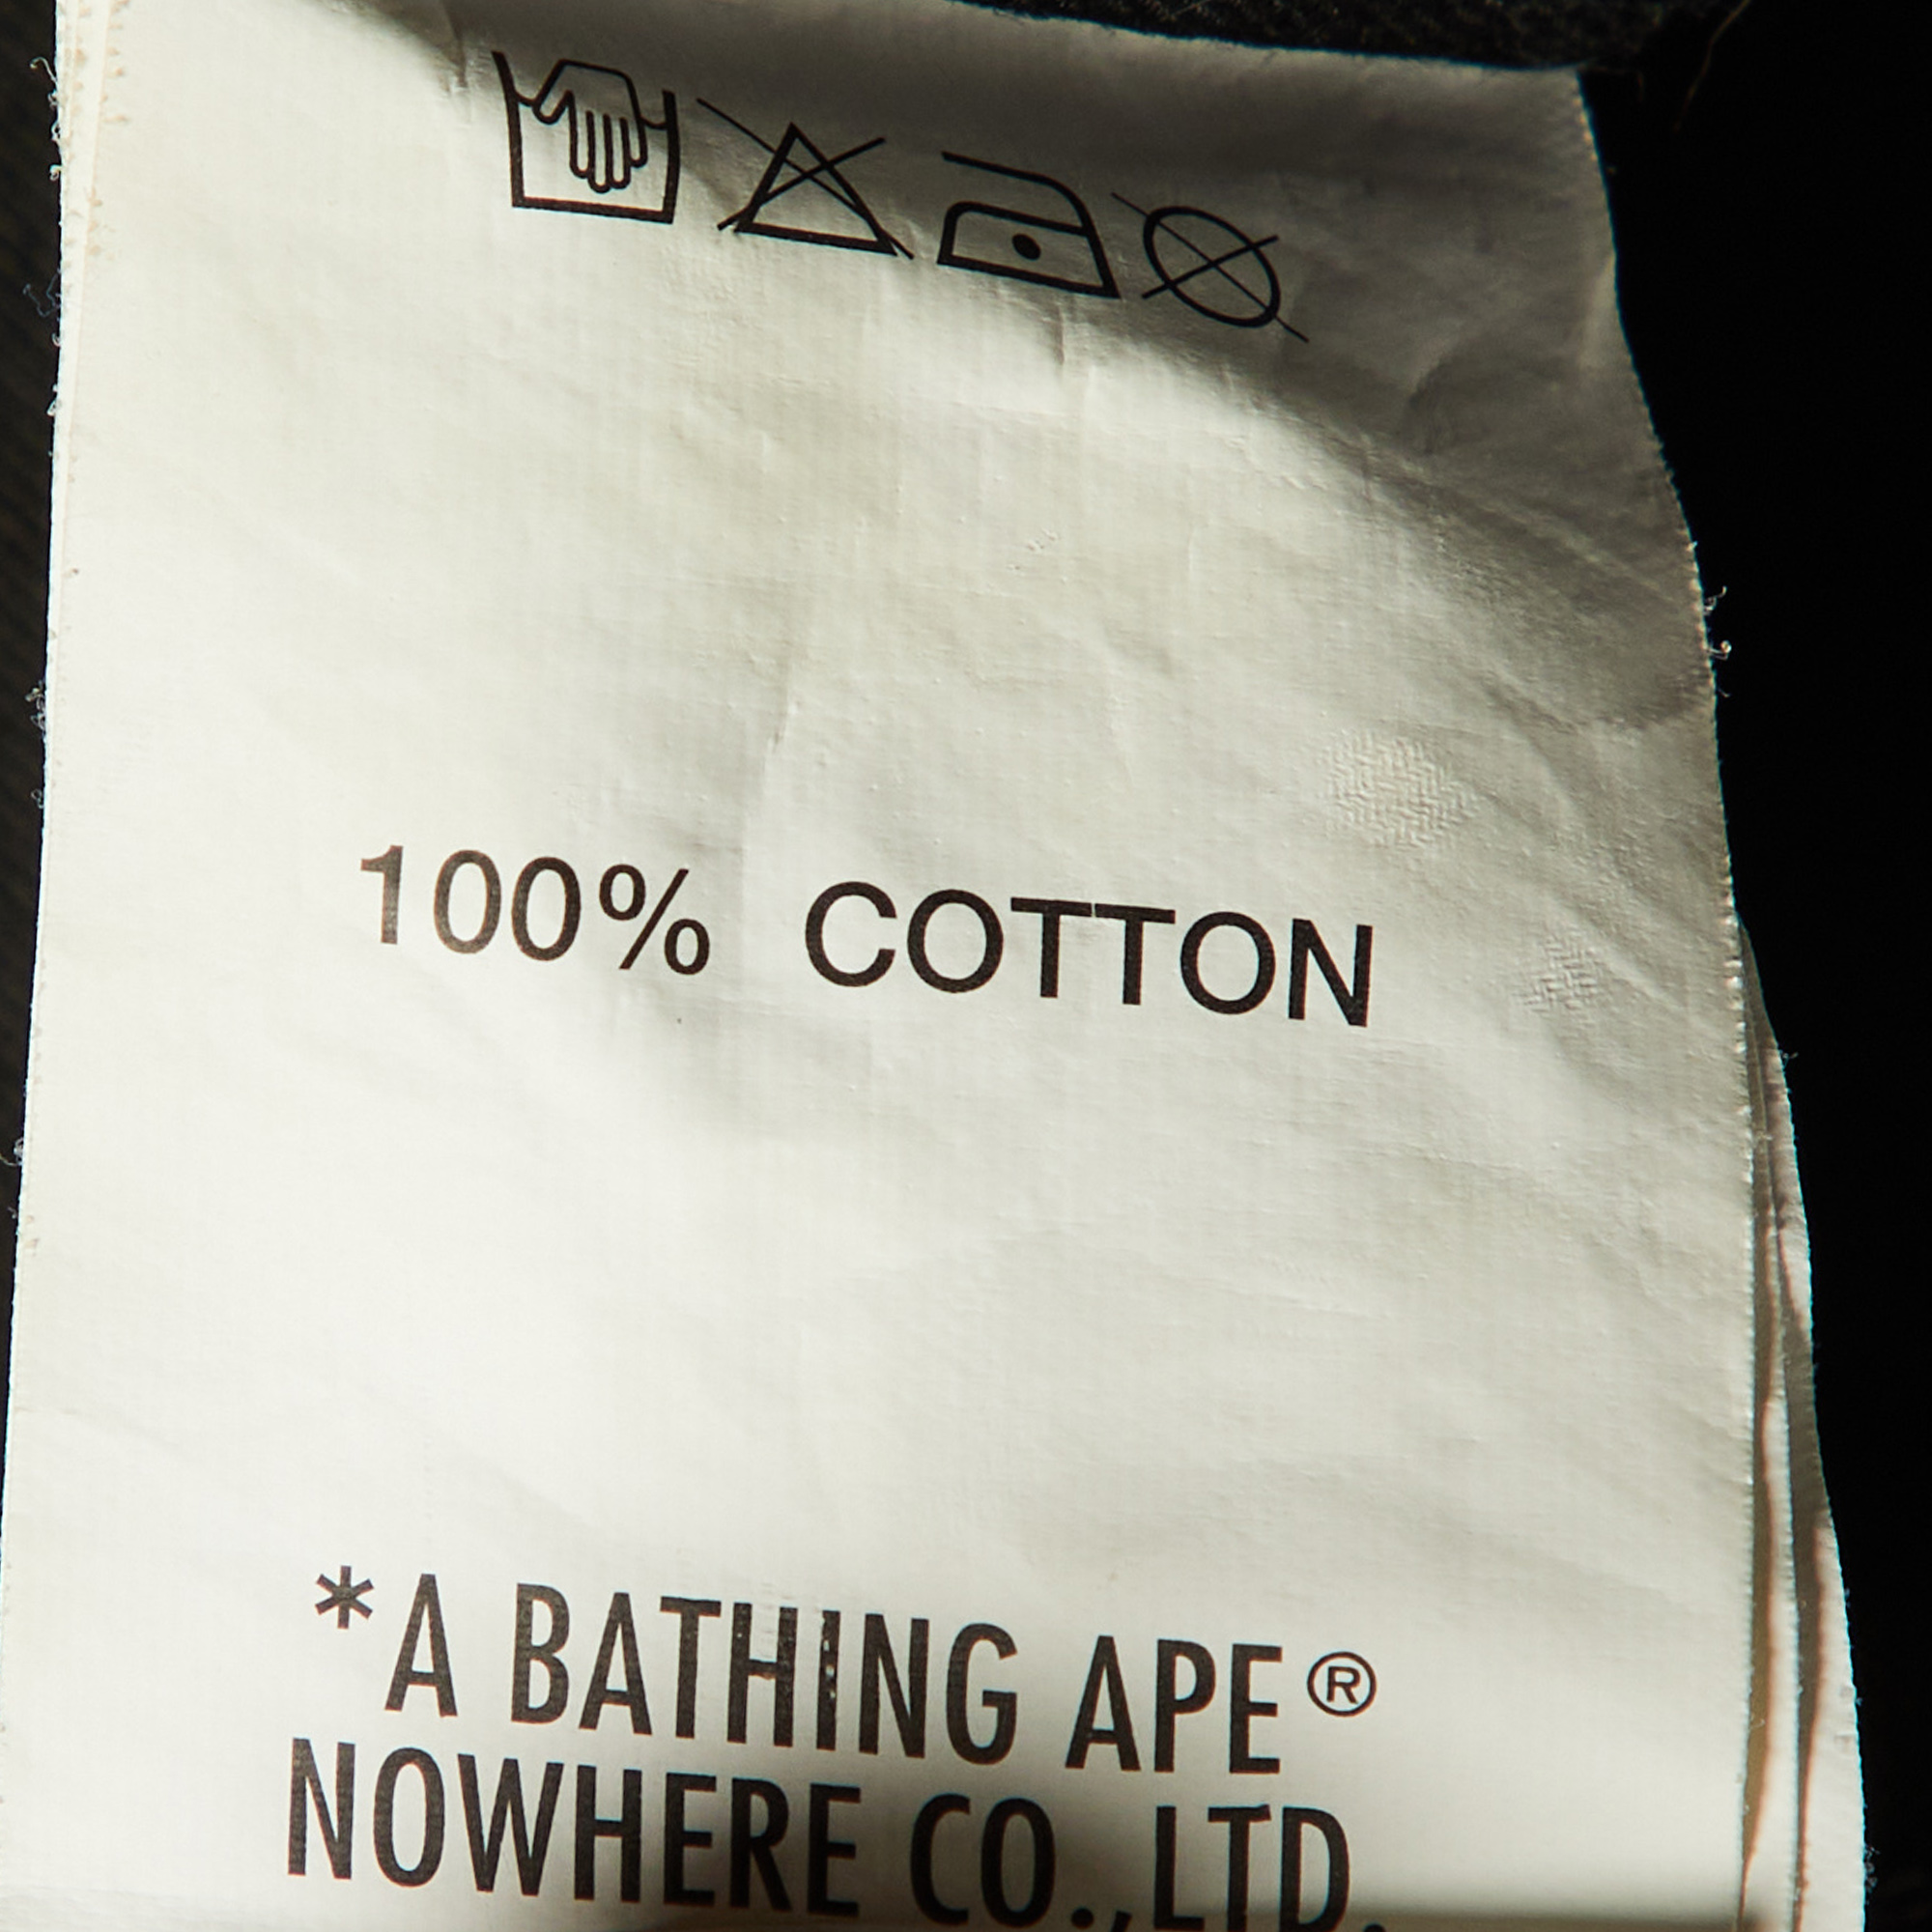 100% COTTON
*A BATHING APE®
NOWHERE CO.,LTD.